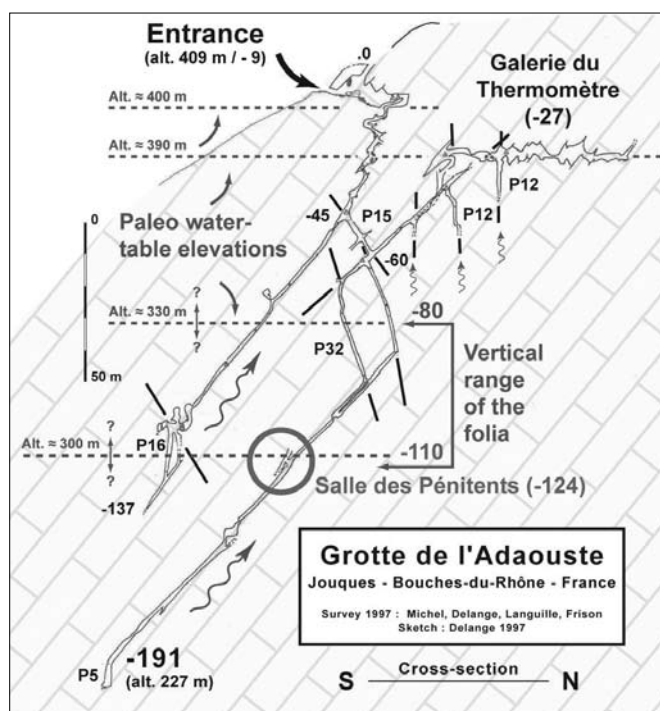 Entrance
(alt. 409 m / - 9)
.0
Galerie du
Thermomètre
(-27)
Alt. ≈ 400 m
Alt. ≈ 390 m
P12
P12
P15
-45
Paleo water-
table elevations
-60
0
50 m
?
Alt. ≈ 330 m
?
-80
P32
Vertical
range
of the
folia
?
Alt. ≈ 300 m
?
P16
-110
Salle des Pénitents (-124)
-137
Grotte de l'Adaouste
Jouques - Bouches-du-Rhône - France
Survey 1997 : Michel, Delange, Languille, Frison
Sketch : Delange 1997
P5
-191
(alt. 227 m)
Cross-section
S
N